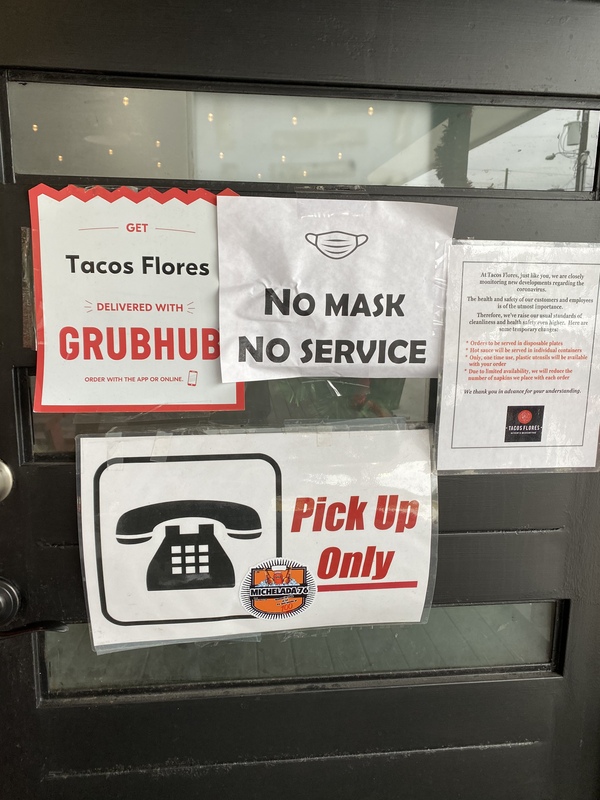 GET
Tacos Flores
DELIVERED WITH
GRUBHUB
ORDER WITH THE APP OR ONLINE.
NO MASK
NO SERVICE
At Tacos Flores, just like you, we are closely
monitoring new developments regarding the
coronavirus.
The health and safety of our customers and employees
is of the utmost importance.
Therefore, we've raise our usual standards of
cleanliness and health safety even higher. Here are
some temporary changes:
* Orders to be served in disposable plates
* Hot sauce will be served in individual containers
* Only, one time use, plastic utensils will be available
with your order
* Due to limited availability, we will reduce the
number of napkins we place with each order
We thank you in advance for your understanding.
TACOS FLORES
Pick Up
Only
MICHELADA'76